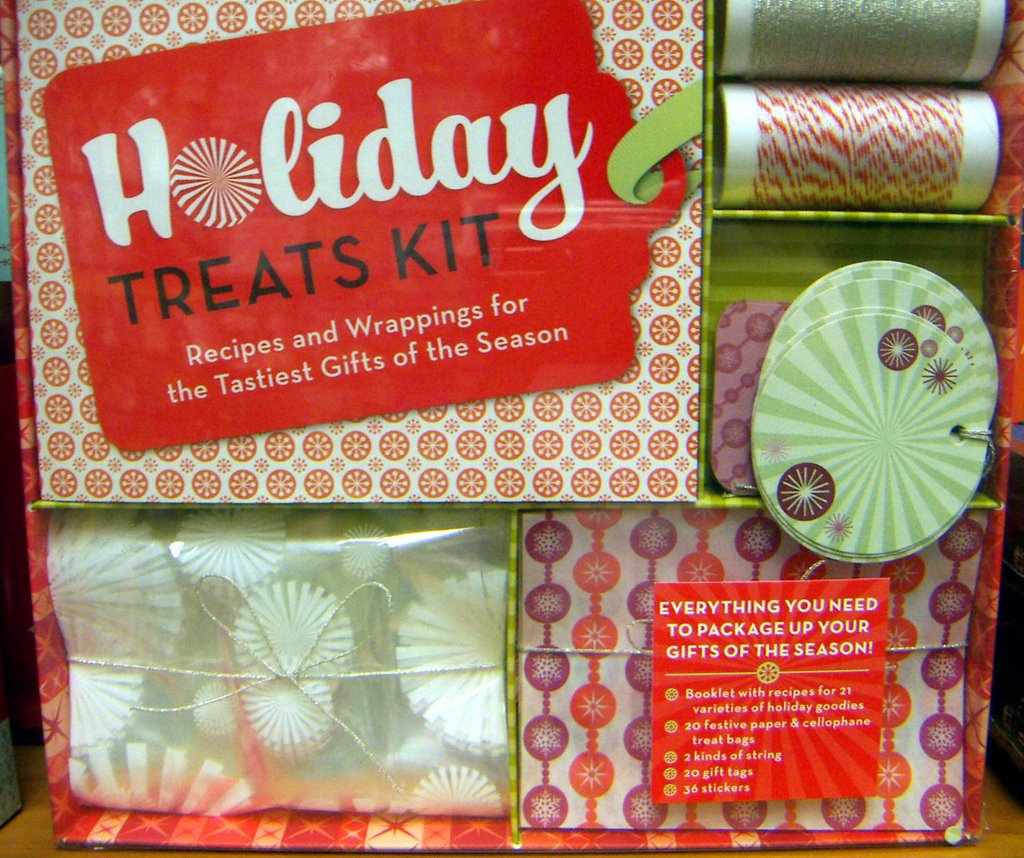 Holiday
TREATS KIT
Recipes and Wrappings for
the Tastiest Gifts of the Season
EVERYTHING YOU NEED
TO PACKAGE UP YOUR
GIFTS OF THE SEASON!
Booklet with recipes for 21
varieties of holiday goodies
20 festive paper & cellophane
treat bags
2 kinds of string
20 gift tags
36 stickers